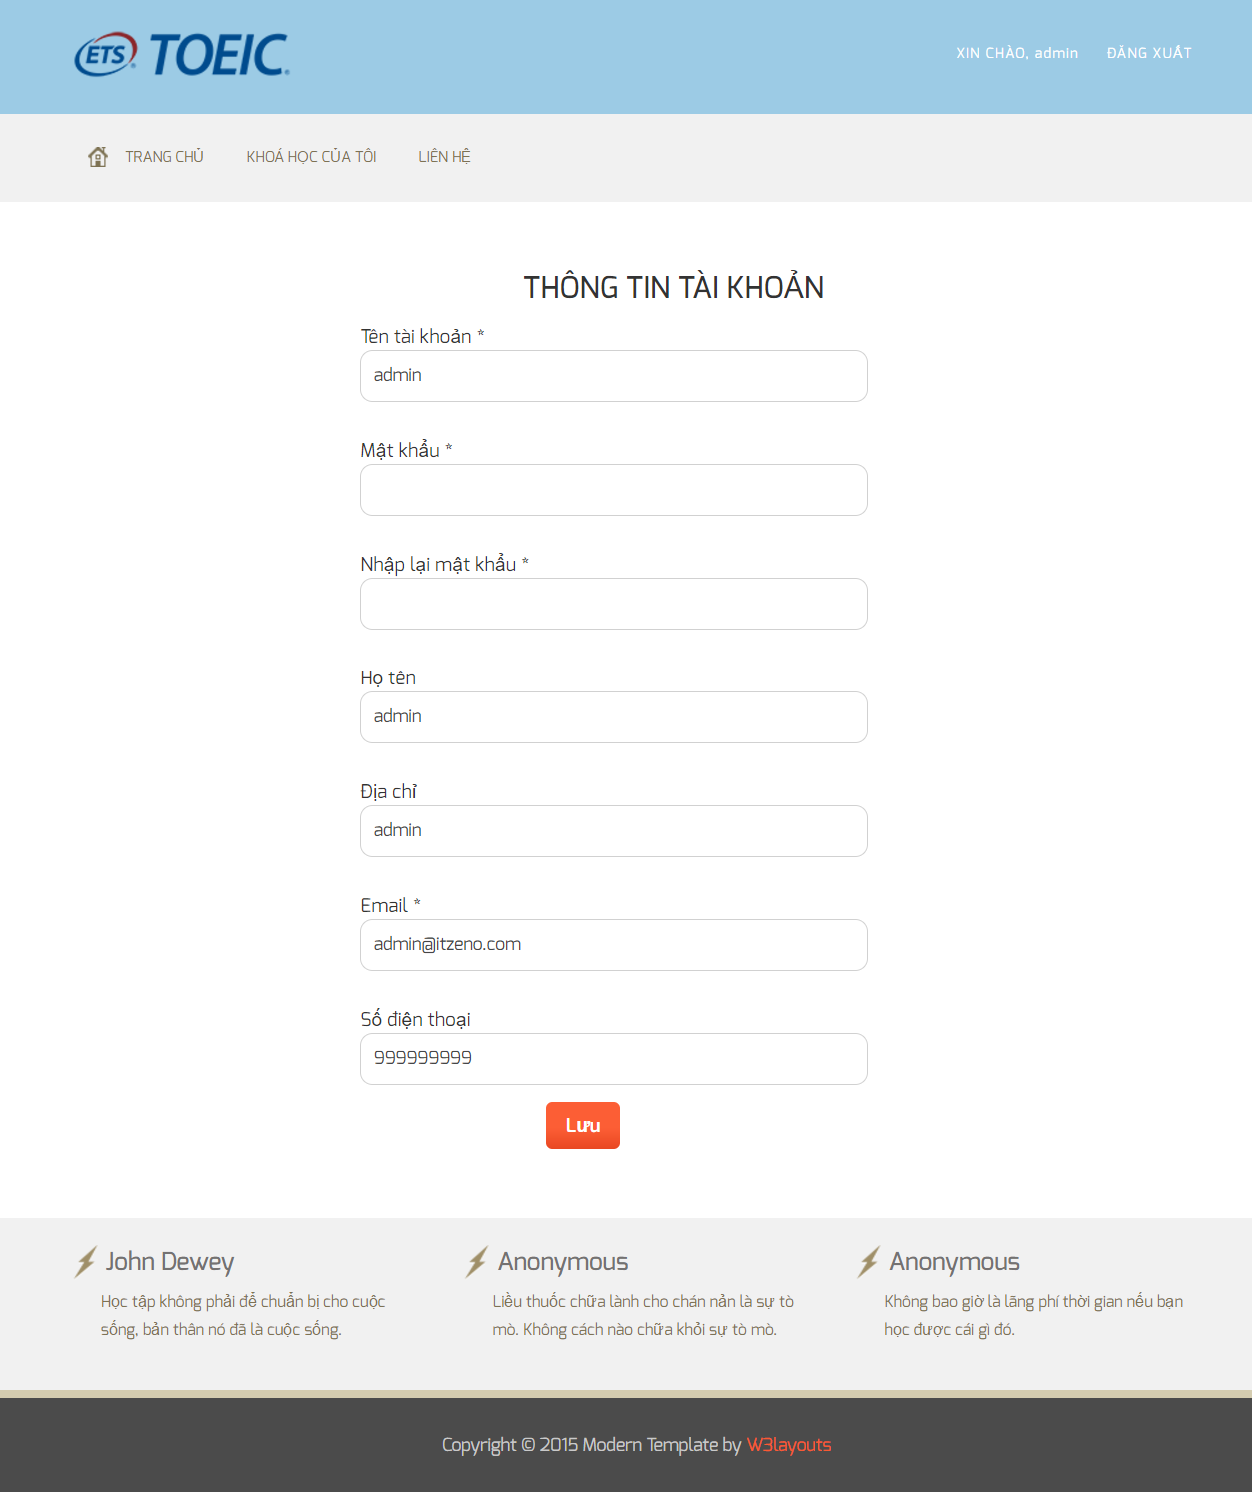 ETS TOEIC
XIN CHÀO, admin ĐĂNG XUẤT
TRANG CHỦ KHOÁ HỌC CỦA TÔI LIÊN HỆ
THÔNG TIN TÀI KHOẢN
Tên tài khoản *
admin
Mật khẩu *
Nhập lại mật khẩu *
Họ tên
admin
Địa chỉ
admin
Email *
admin@itzeno.com
Số điện thoại
999999999
Lưu
John Dewey
Học tập không phải để chuẩn bị cho cuộc
sống, bản thân nó đã là cuộc sống.
Anonymous
Liều thuốc chữa lành cho chán nản là sự tò
mò. Không cách nào chữa khỏi sự tò mò.
Anonymous
Không bao giờ là lãng phí thời gian nếu bạn
học được cái gì đó.
Copyright © 2015 Modern Template by W3layouts